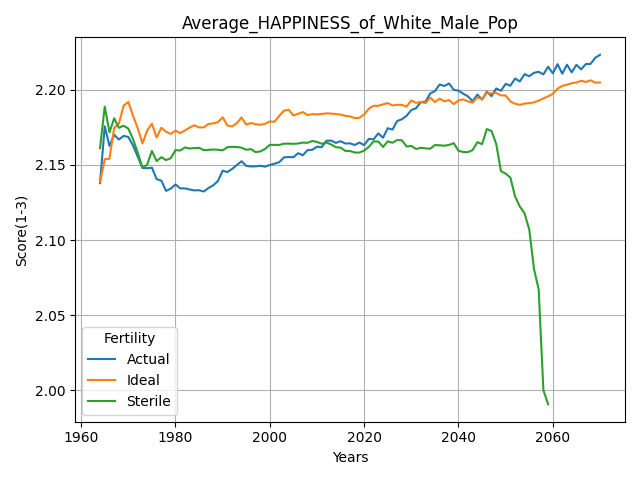 Average_HAPPINESS_of_White_Male_Pop
Score(1-3)
2.20
2.15
2.10
2.05
2.00
Fertility
Actual
Ideal
Sterile
1960 1980 2000 2020 2040 2060
Years